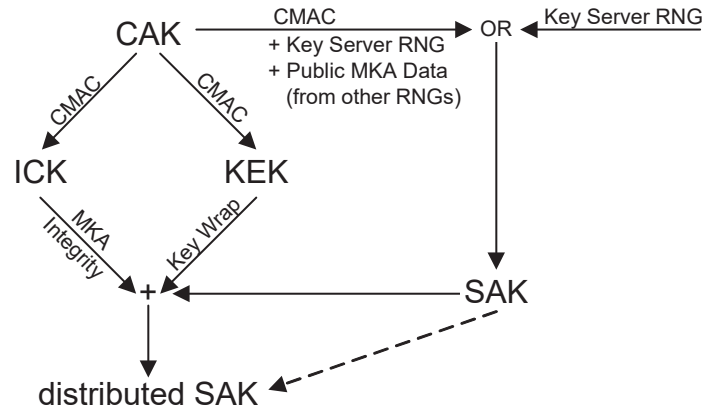 CMAC
Key Server RNG
CAK
OR
+ Key Server RNG
+ Public MKA Data
(from other RNGs)
CMAC
CMAC
ICK
KEK
MKA
Integrity
Key Wrap
+
SAK
distributed SAK